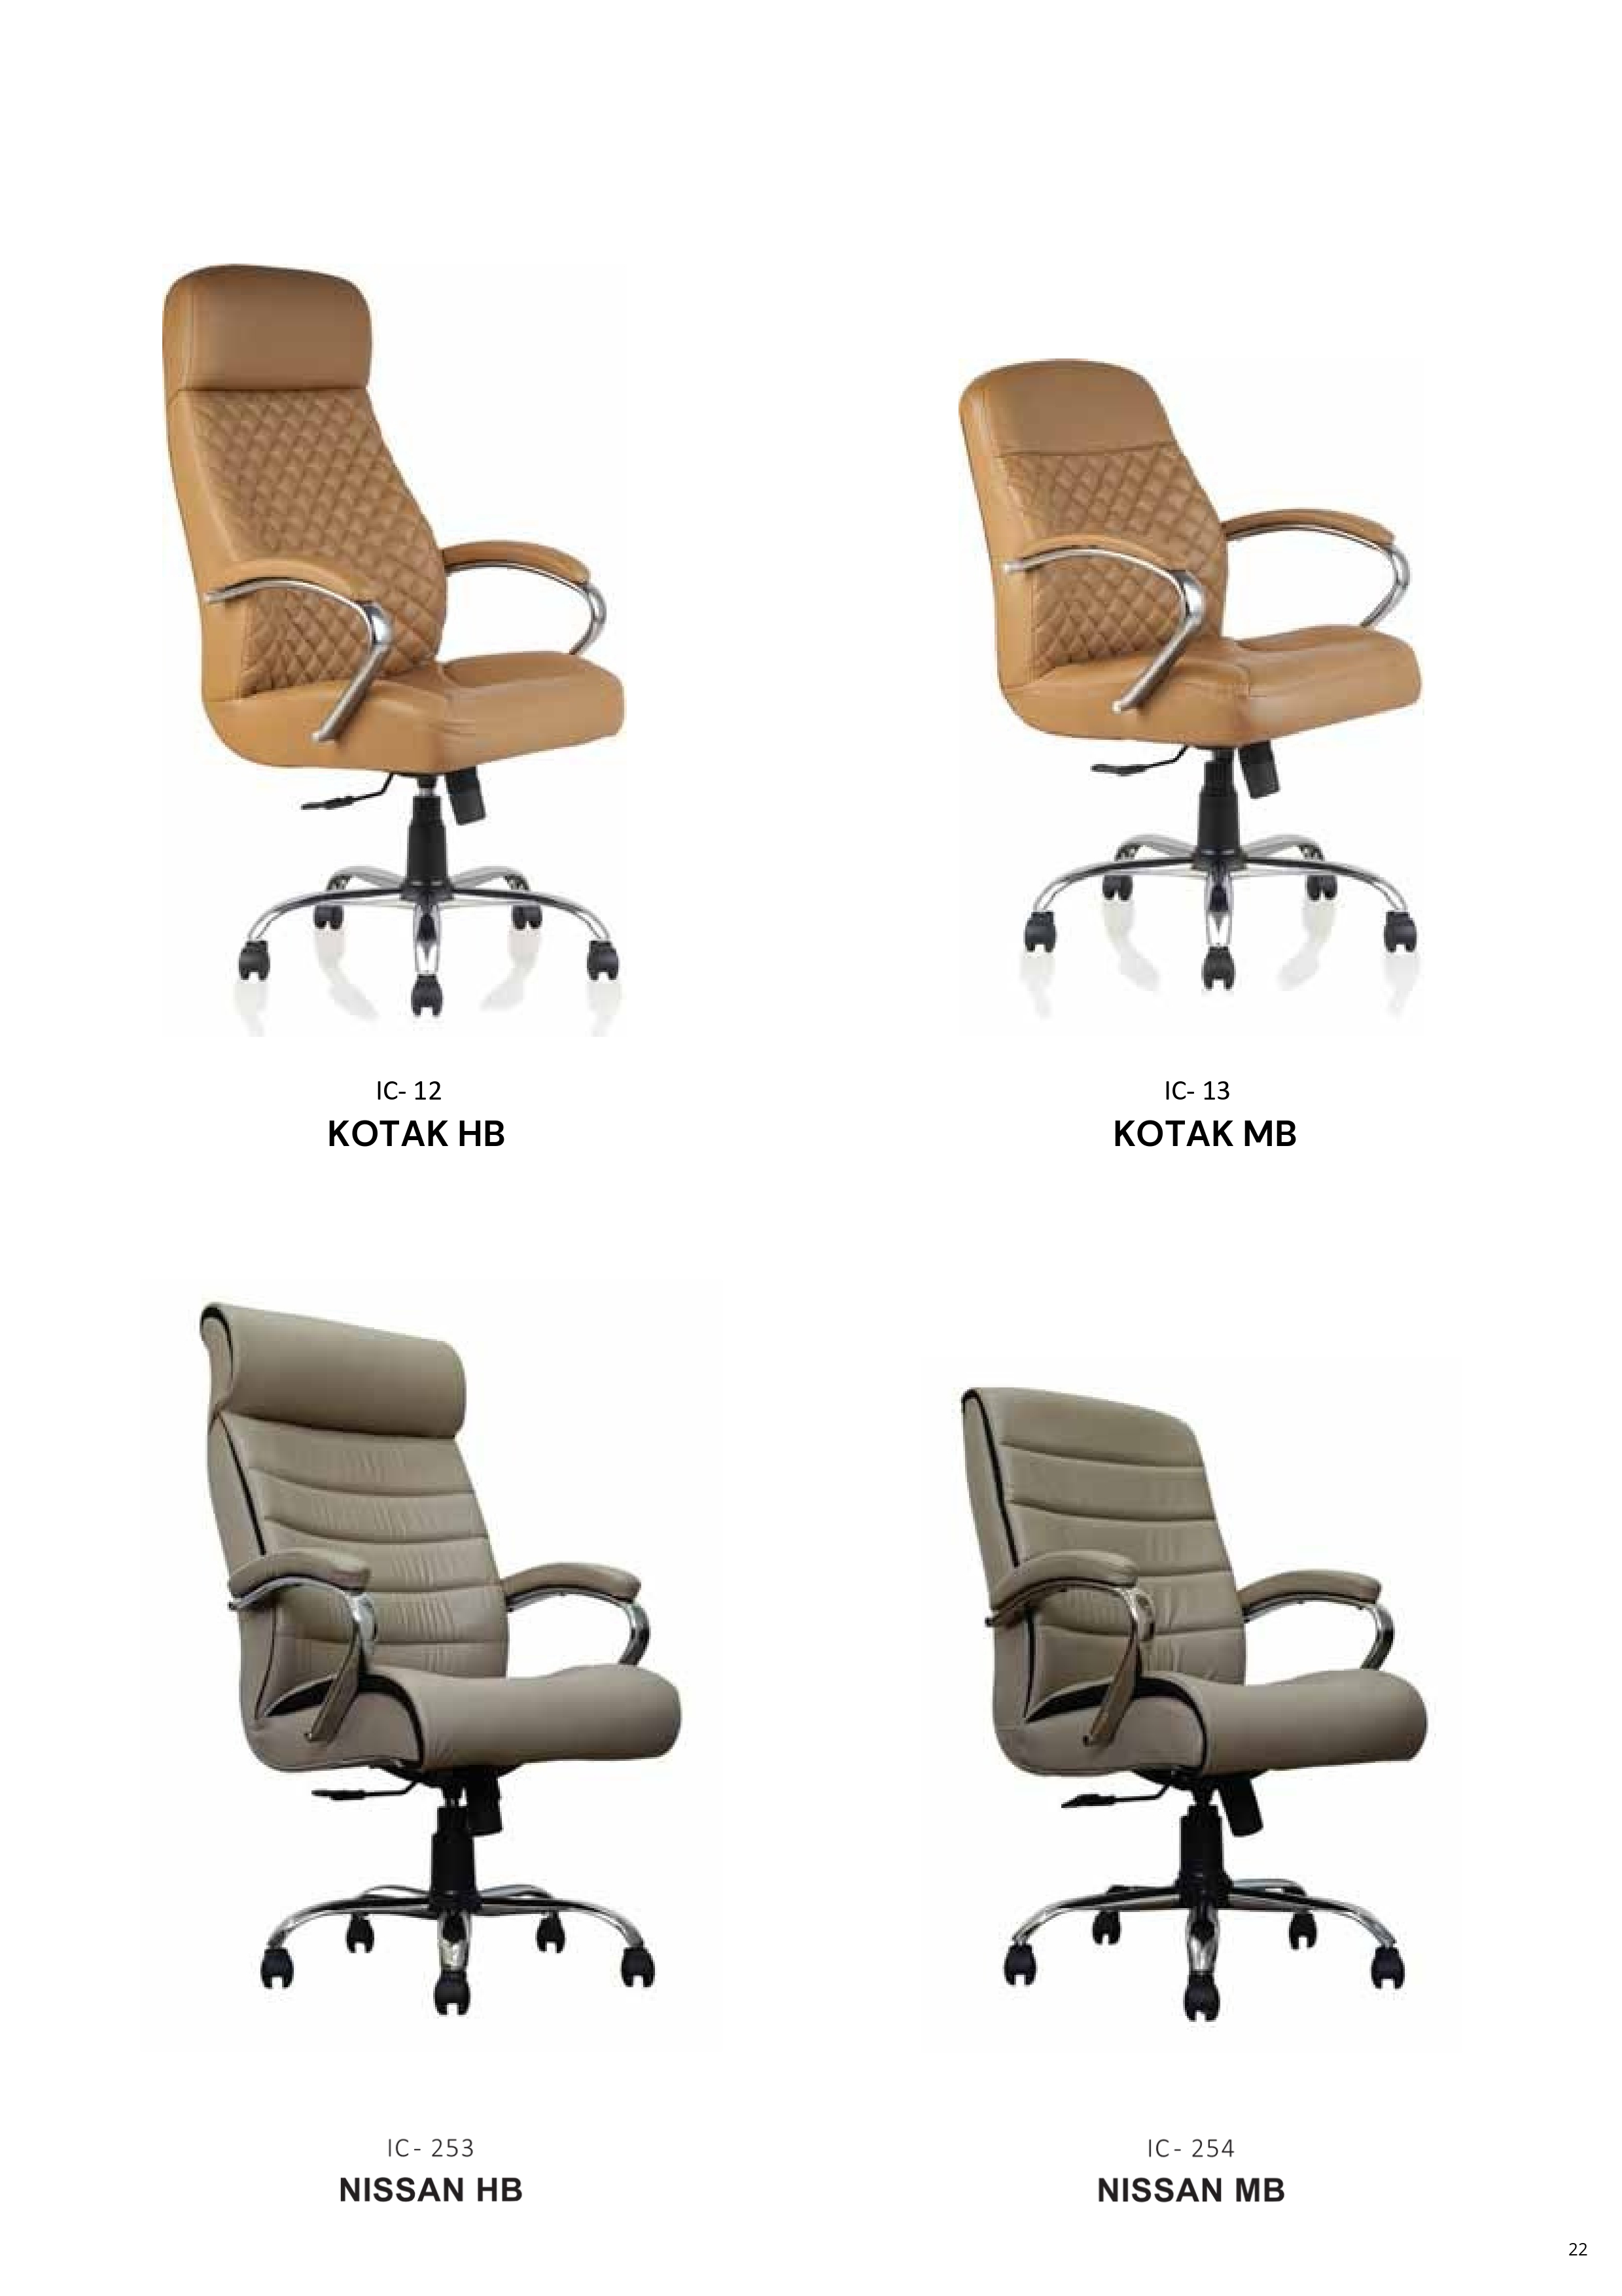 IC- 12
KOTAK HB
IC- 13
KOTAK MB
IC- 253
NISSAN HB
IC- 254
NISSAN MB
22